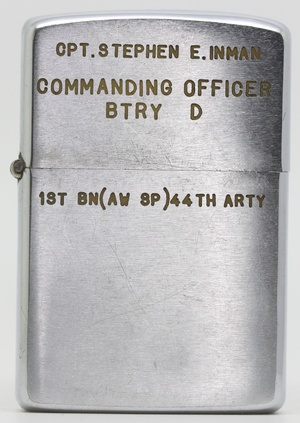 CPT. STEPHEN E. INMAN
COMMANDING OFFICER
BTRY D
1ST BN(AW SP)44TH ARTY